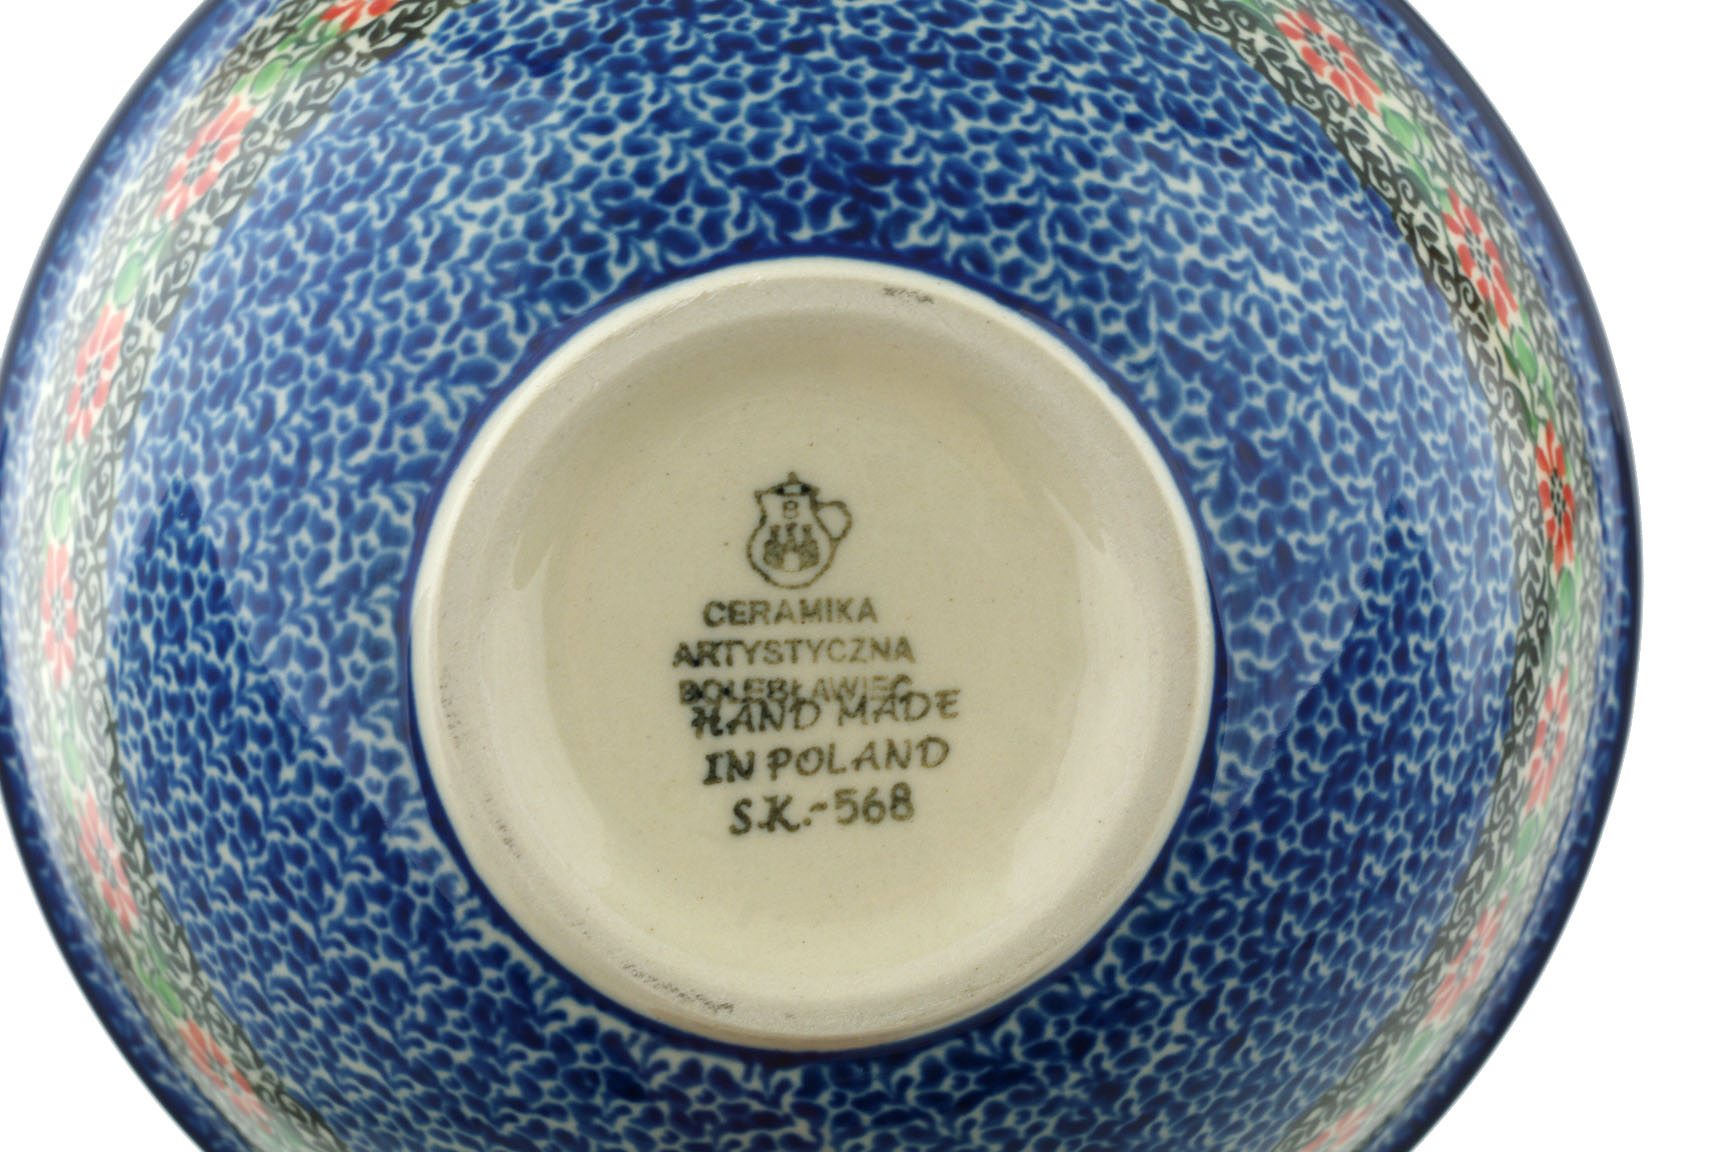 B
CERAMIKA
ARTYSTYCZNA
BOLESŁAWIEC
HAND MADE
IN POLAND
S.K.-568